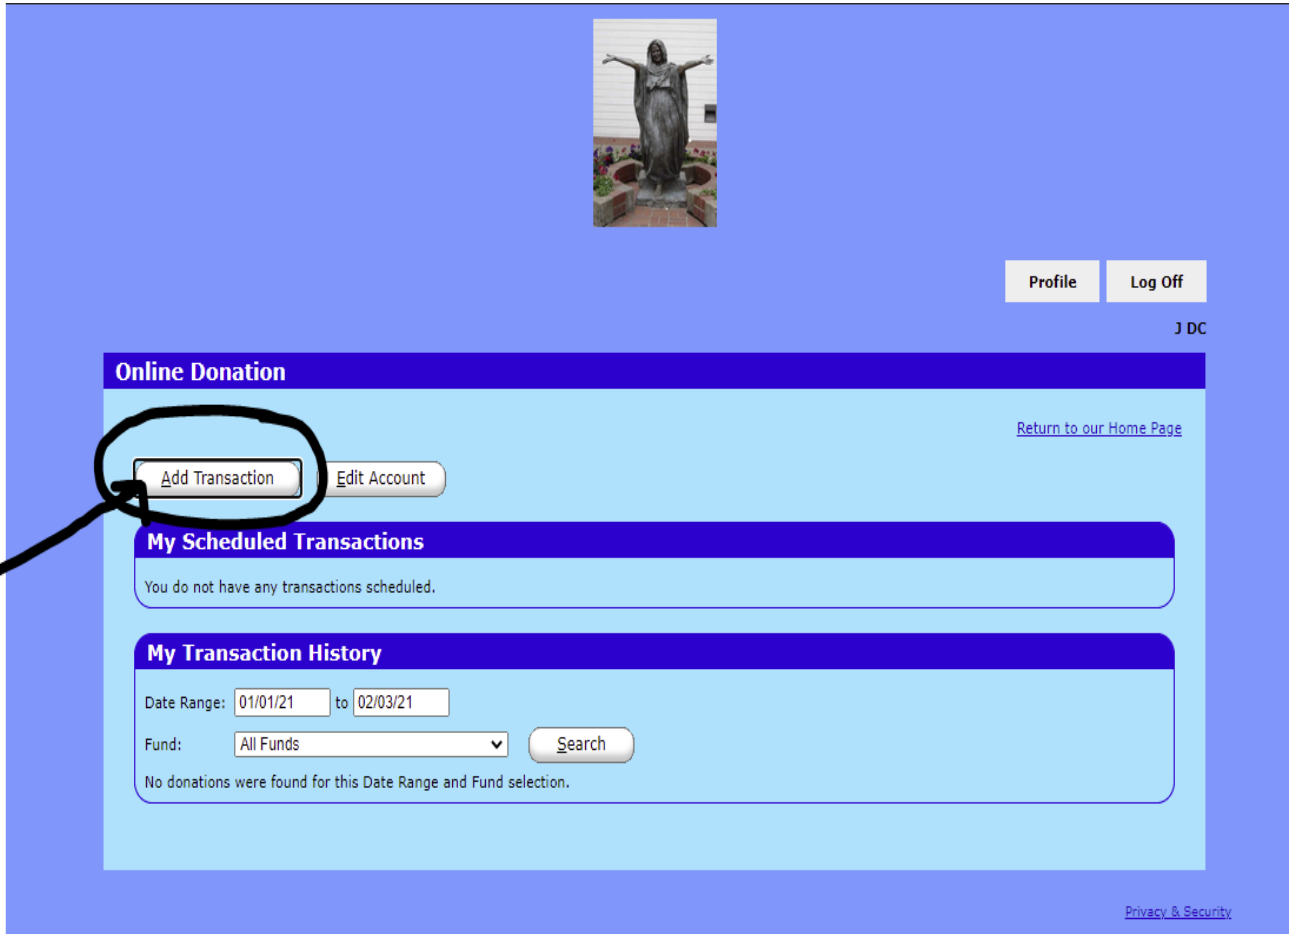 Profile Log Off
J DC
Online Donation
Return to our Home Page
Add Transaction Edit Account
My Scheduled Transactions
You do not have any transactions scheduled.
My Transaction History
Date Range: 01/01/21 to 02/03/21
Fund: All Funds Search
No donations were found for this Date Range and Fund selection.
Privacy & Security